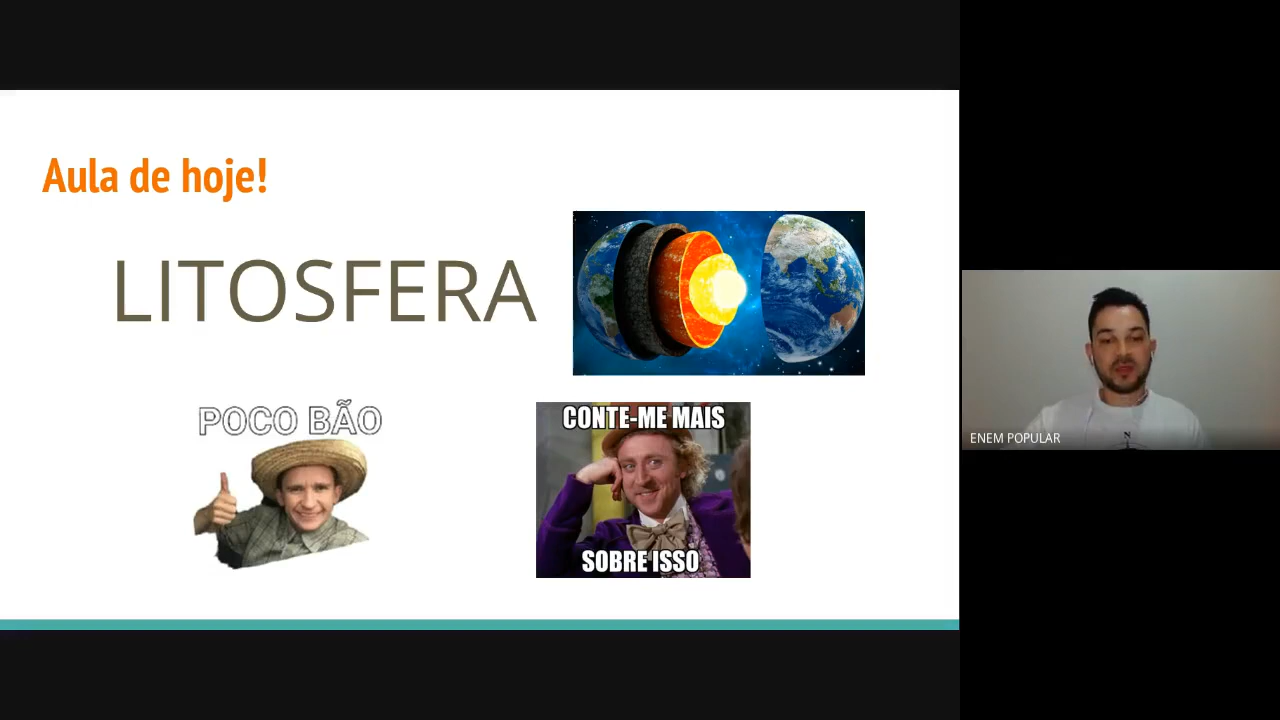 Aula de hoje!
LITOSFERA
POCO BÃO
CONTE-ME MAIS
SOBRE ISSO
ENEM POPULAR
N